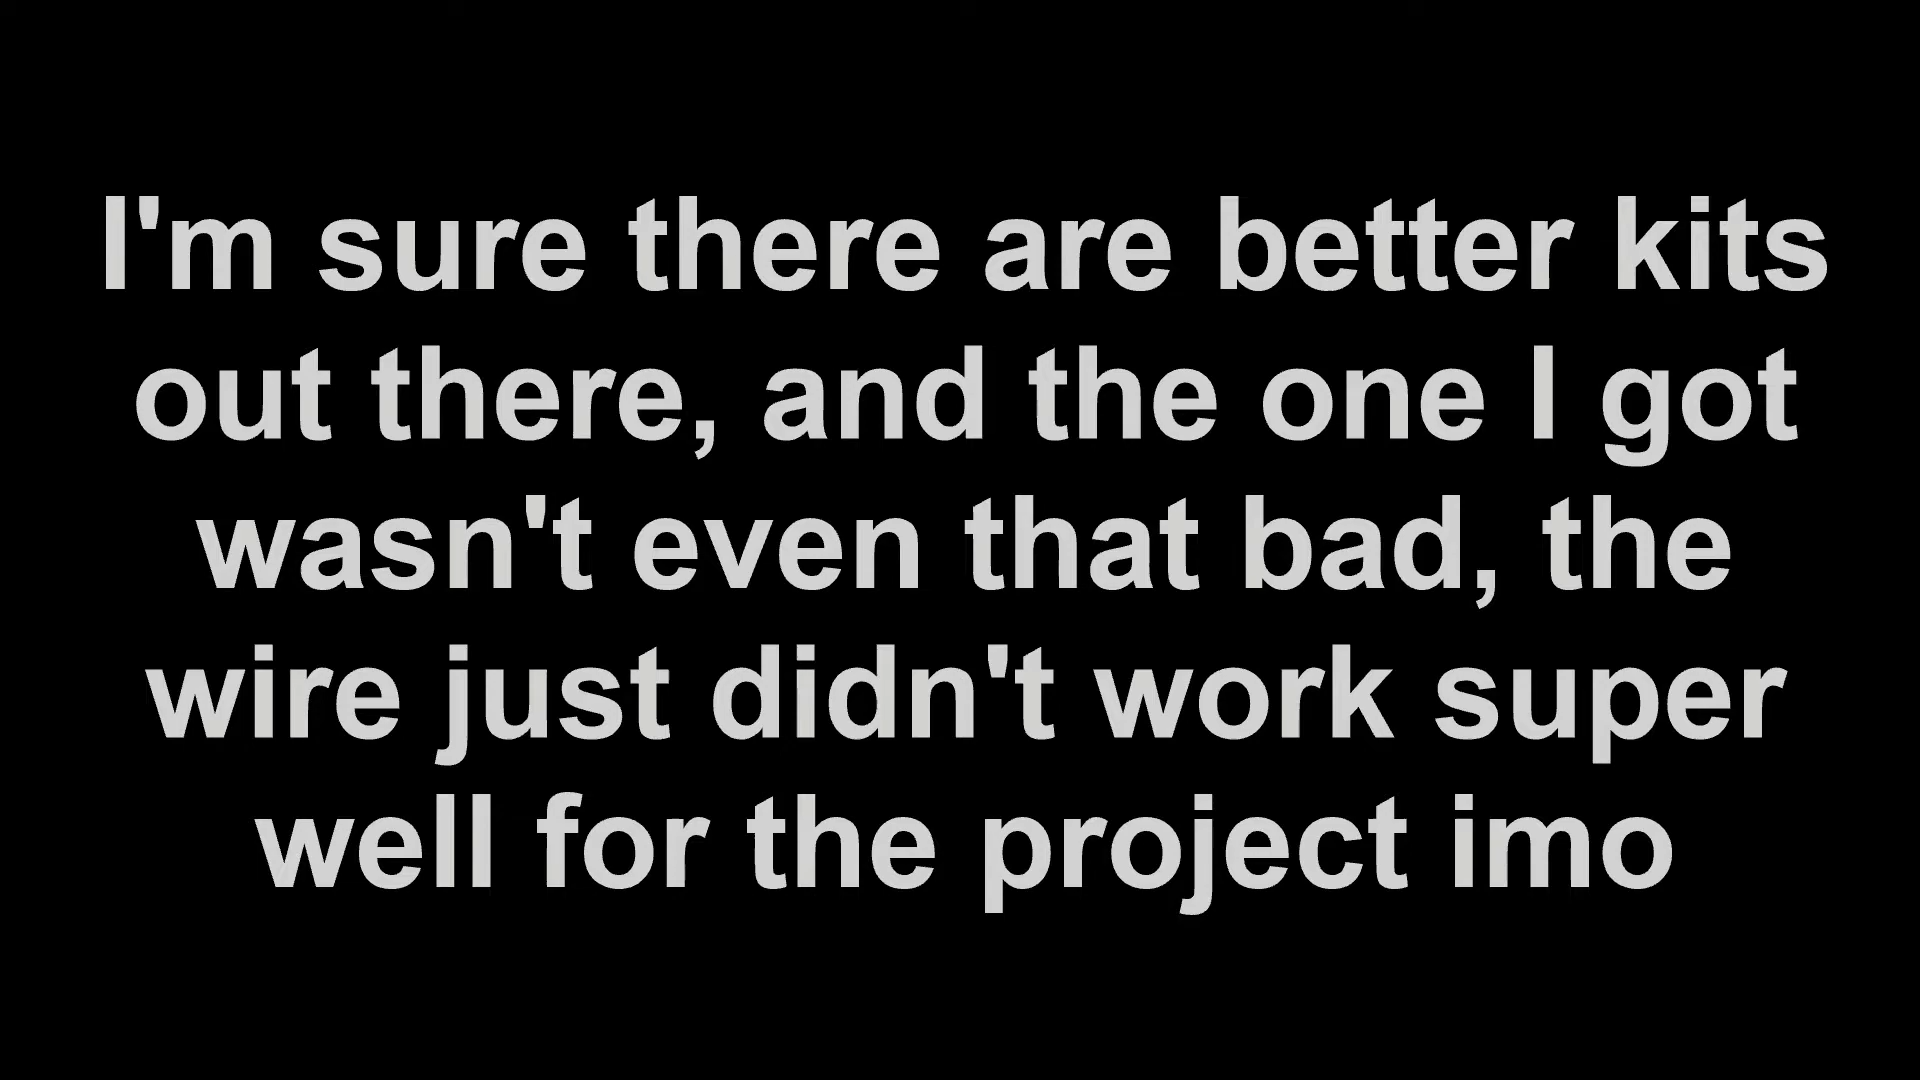 I'm sure there are better kits
out there, and the one I got
wasn't even that bad, the
wire just didn't work super
well for the project imo